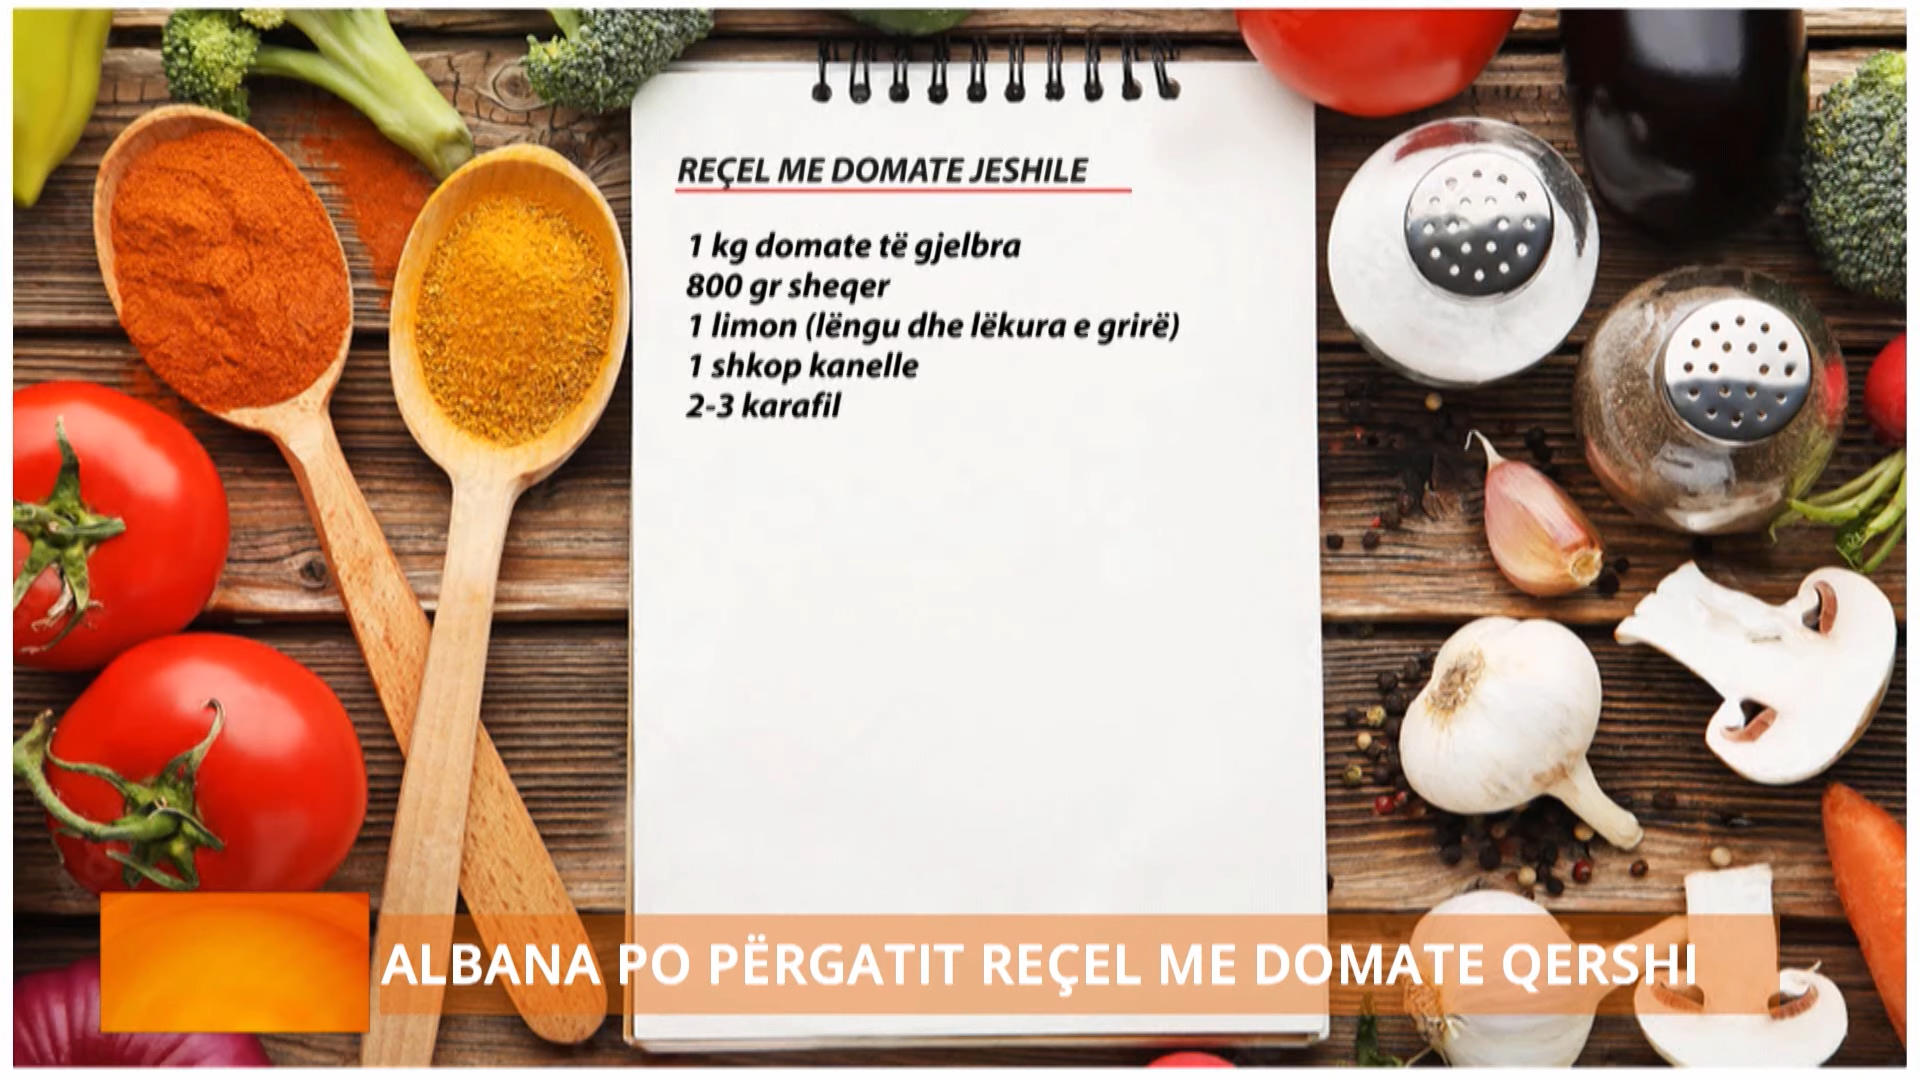 REÇEL ME DOMATE JESHILE
1 kg domate të gjelbra
800 gr sheqer
1 limon (lëngu dhe lëkura e grirë)
1 shkop kanelle
2-3 karafil
ALBANA PO PËRGATIT REÇEL ME DOMATE QERSHI